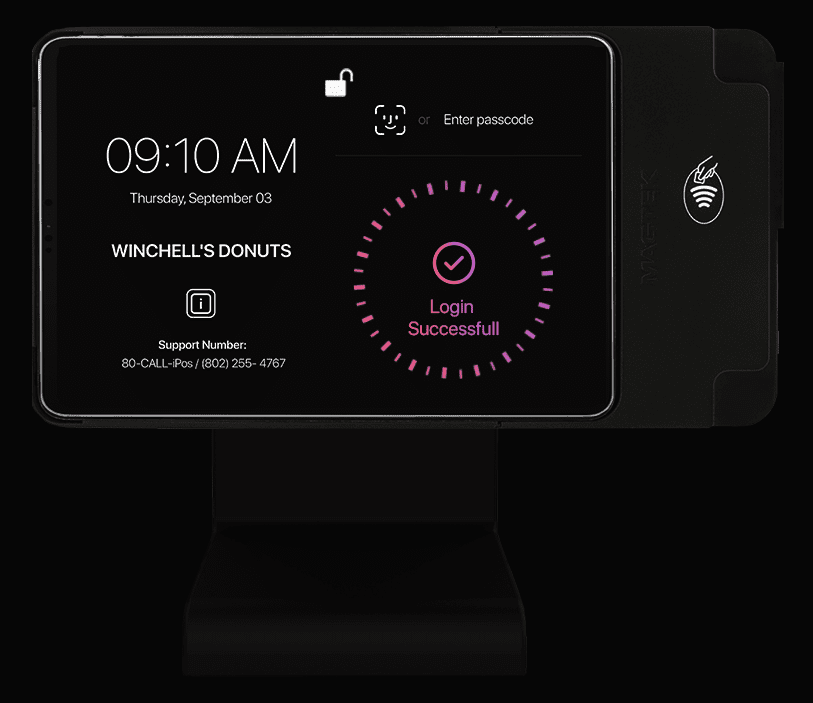 09:10 AM
Thursday, September 03
WINCHELL'S DONUTS
Support Number:
80-CALL-iPos / (802) 255- 4767
or Enter passcode
Login
Successfull
MAGTEK